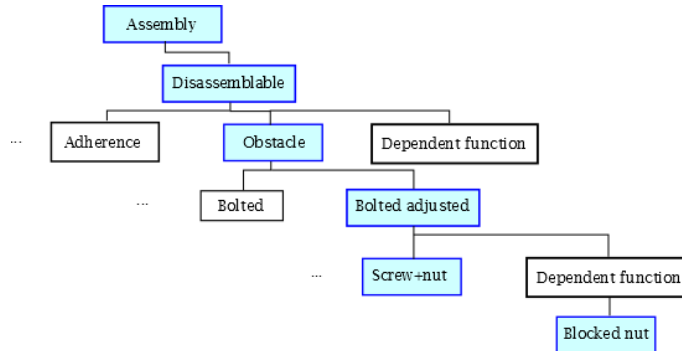 Assembly
Disassemblable
... Adherence Obstacle Dependent function
... Bolted Bolted adjusted
... Screw+nut Dependent function
Blocked nut